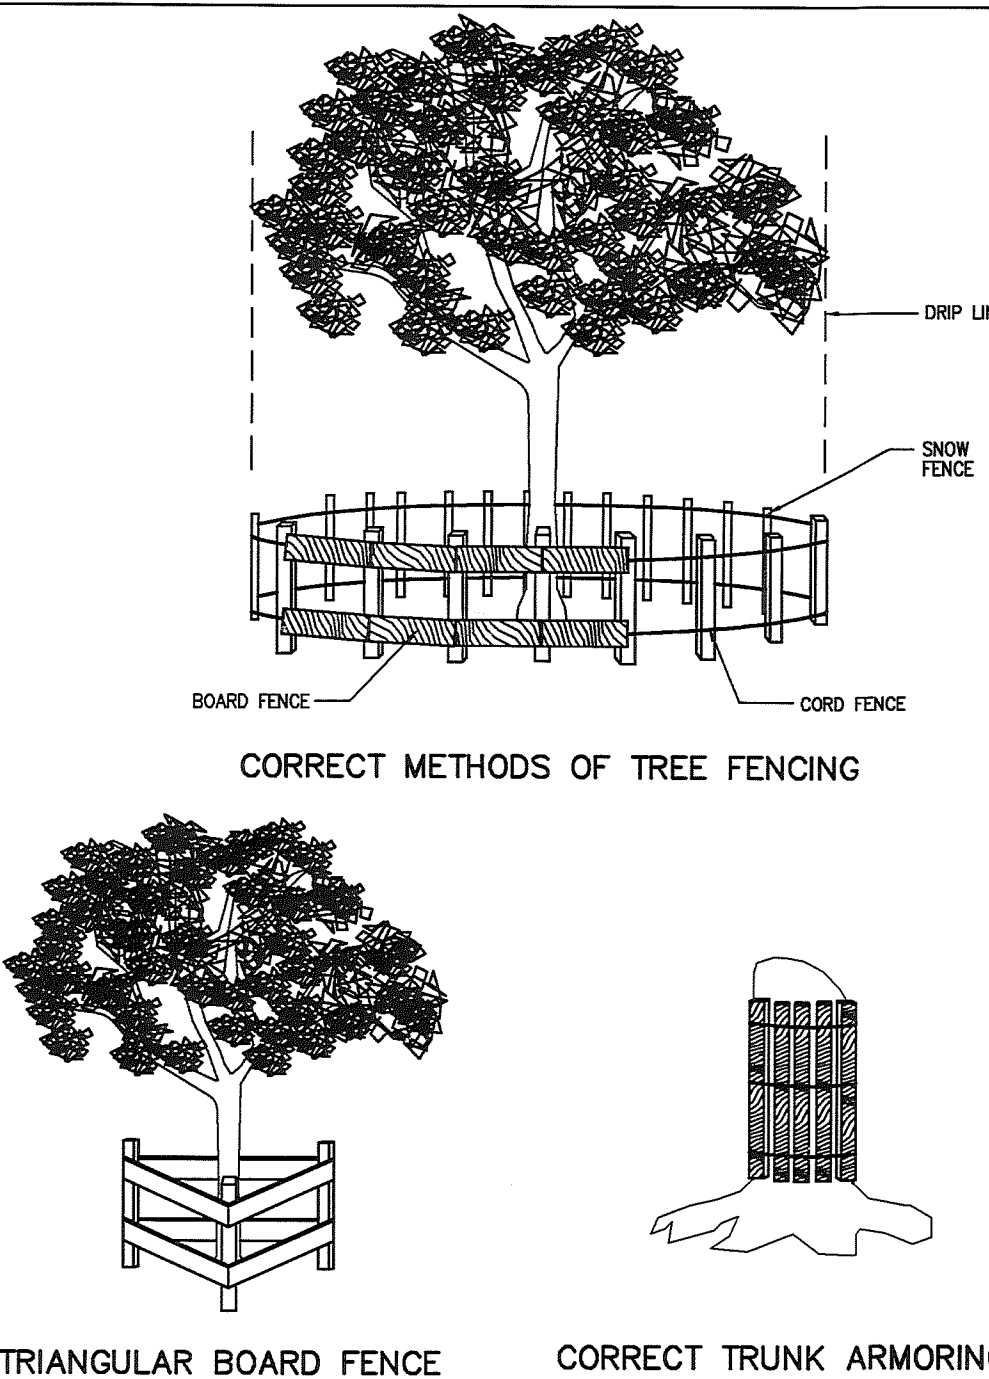 DRIP LI
SNOW
FENCE
BOARD FENCE
CORD FENCE
CORRECT METHODS OF TREE FENCING
TRIANGULAR BOARD FENCE
CORRECT TRUNK ARMORIN